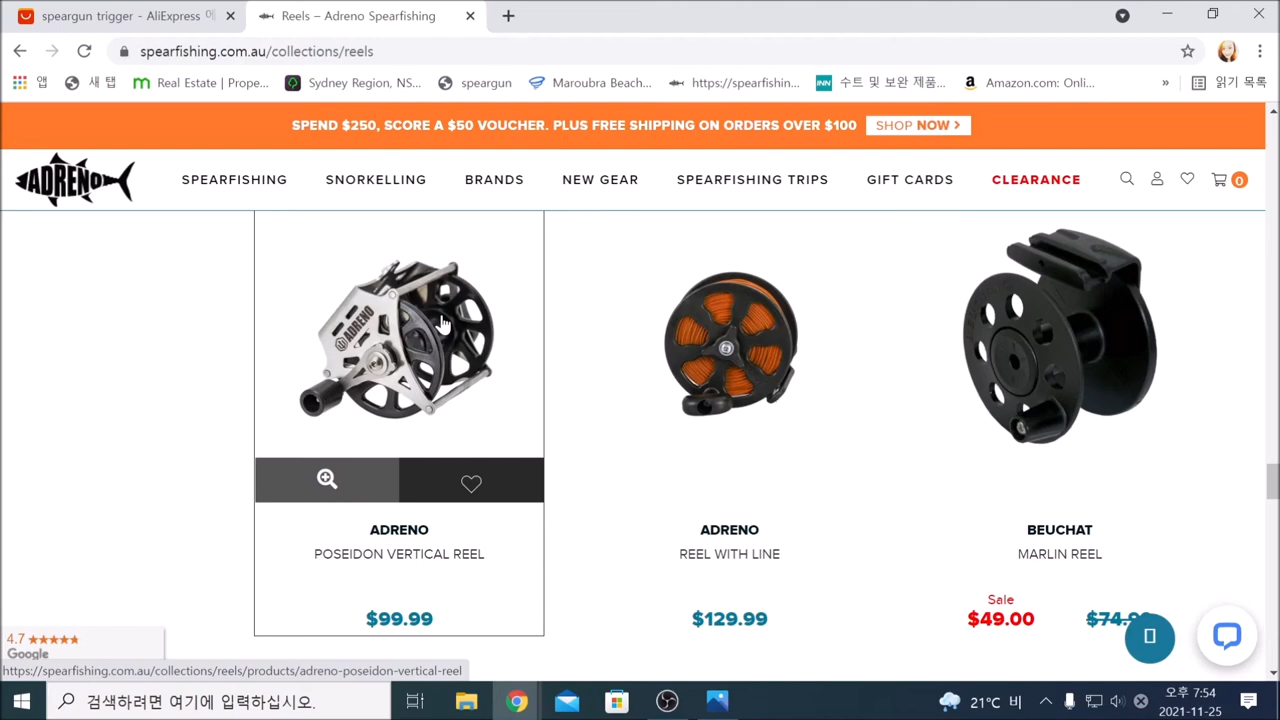 speargun trigger - AliExpress 에
Reels – Adreno Spearfishing
spearfishing.com.au/collections/reels
앱
새 탭
Real Estate | Prope...
Sydney Region, NS...
speargun
Maroubra Beach...
https://spearfishin...
수트 및 보완 제품...
Amazon.com: Onli...
»
읽기 목록
SPEND $250, SCORE A $50 VOUCHER. PLUS FREE SHIPPING ON ORDERS OVER $100
SHOP NOW >
ADRENO
SPEARFISHING
SNORKELLING
BRANDS
NEW GEAR
SPEARFISHING TRIPS
GIFT CARDS
CLEARANCE
0
ADRENO
ADRENO
POSEIDON VERTICAL REEL
$99.99
ADRENO
REEL WITH LINE
$129.99
BEUCHAT
MARLIN REEL
Sale
$49.00
4.7
Google
https://spearfishing.com.au/collections/reels/products/adreno-poseidon-vertical-reel
검색하려면 여기에 입력하십시오.
21°C 비
오후 7:54
2021-11-25